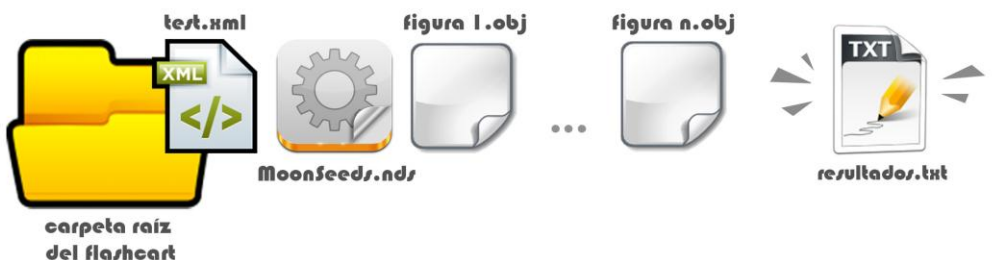 test.xml
figura 1.obj
figura n.obj
XML
</>
TXT
...
MoonSeeds.nds
resultados.txt
carpeta raíz
del flashcart